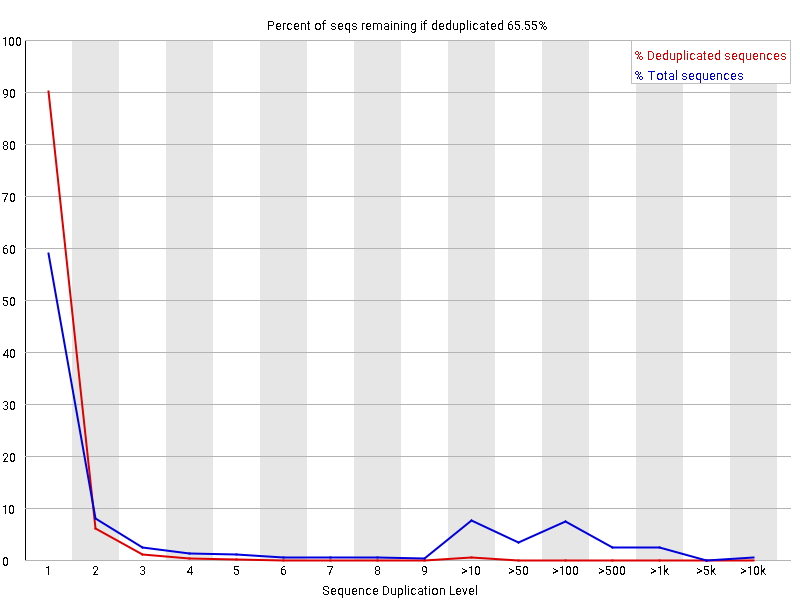 Percent of seqs remaining if deduplicated 65.55%
% Deduplicated sequences
% Total sequences
100
90
80
70
60
50
40
30
20
10
0
1 2 3 4 5 6 7 8 9 >10 >50 >100 >500 >1k >5k >10k
Sequence Duplication Level